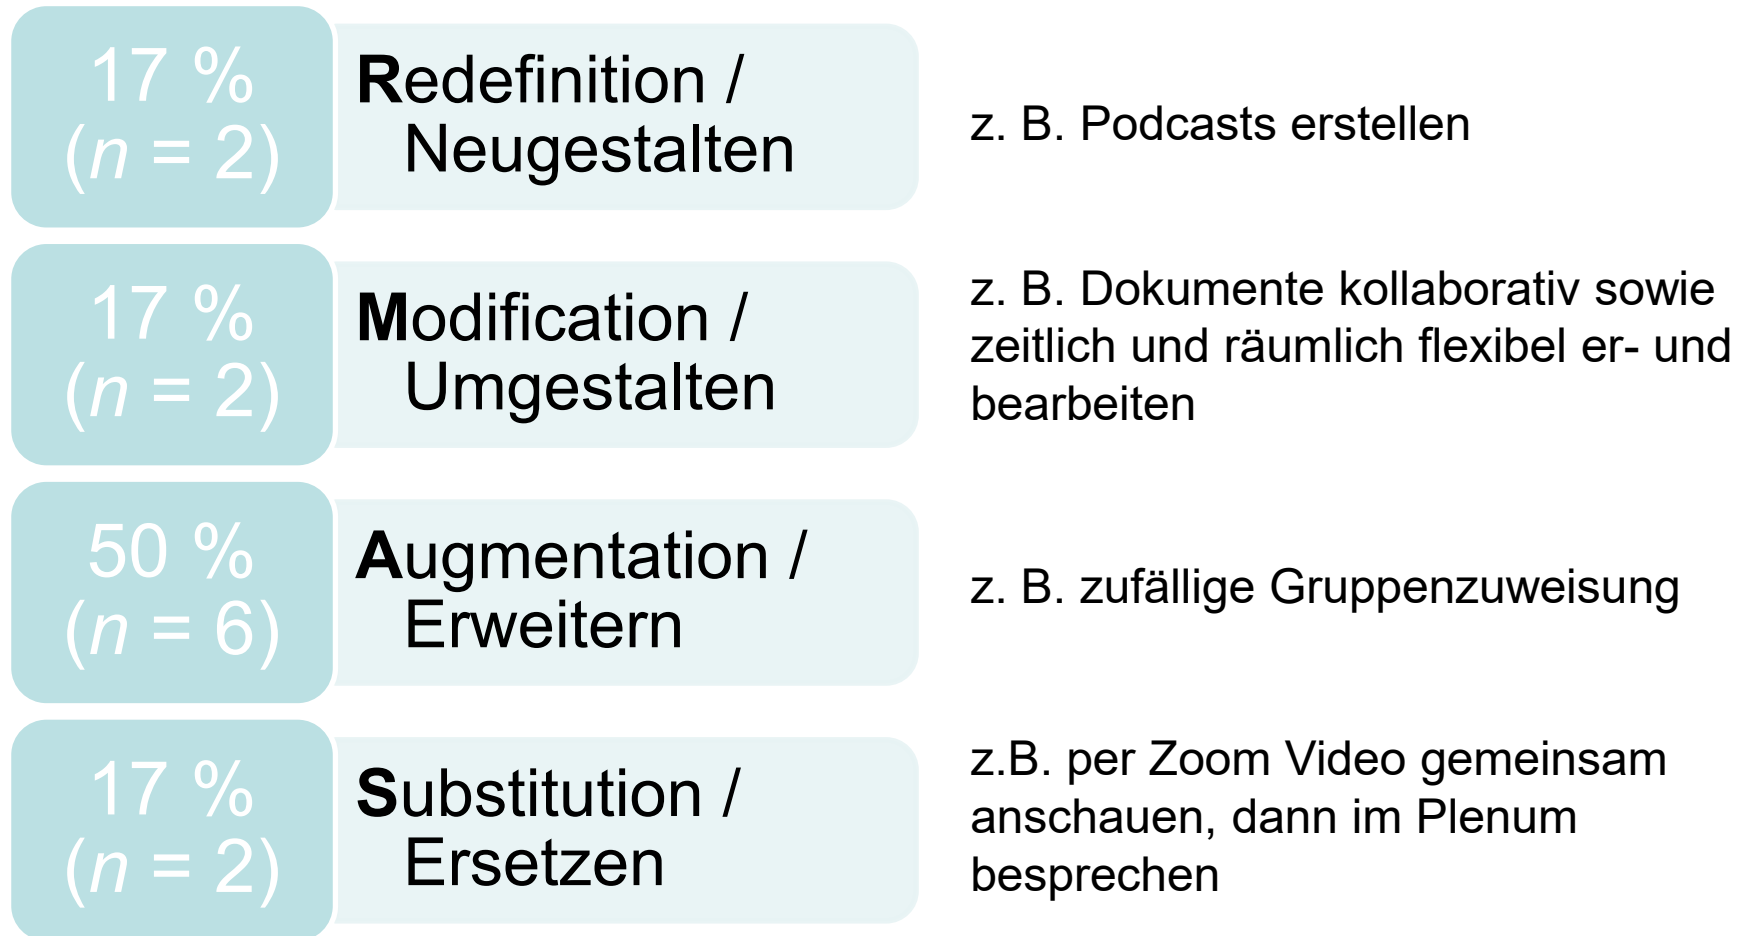 17 %
(n = 2)
Redefinition /
Neugestalten
z. B. Podcasts erstellen
17 %
(n = 2)
Modification /
Umgestalten
z. B. Dokumente kollaborativ sowie
zeitlich und räumlich flexibel er- und
bearbeiten
50 %
(n = 6)
Augmentation /
Erweitern
z. B. zufällige Gruppenzuweisung
17 %
(n = 2)
Substitution /
Ersetzen
z.B. per Zoom Video gemeinsam
anschauen, dann im Plenum
besprechen